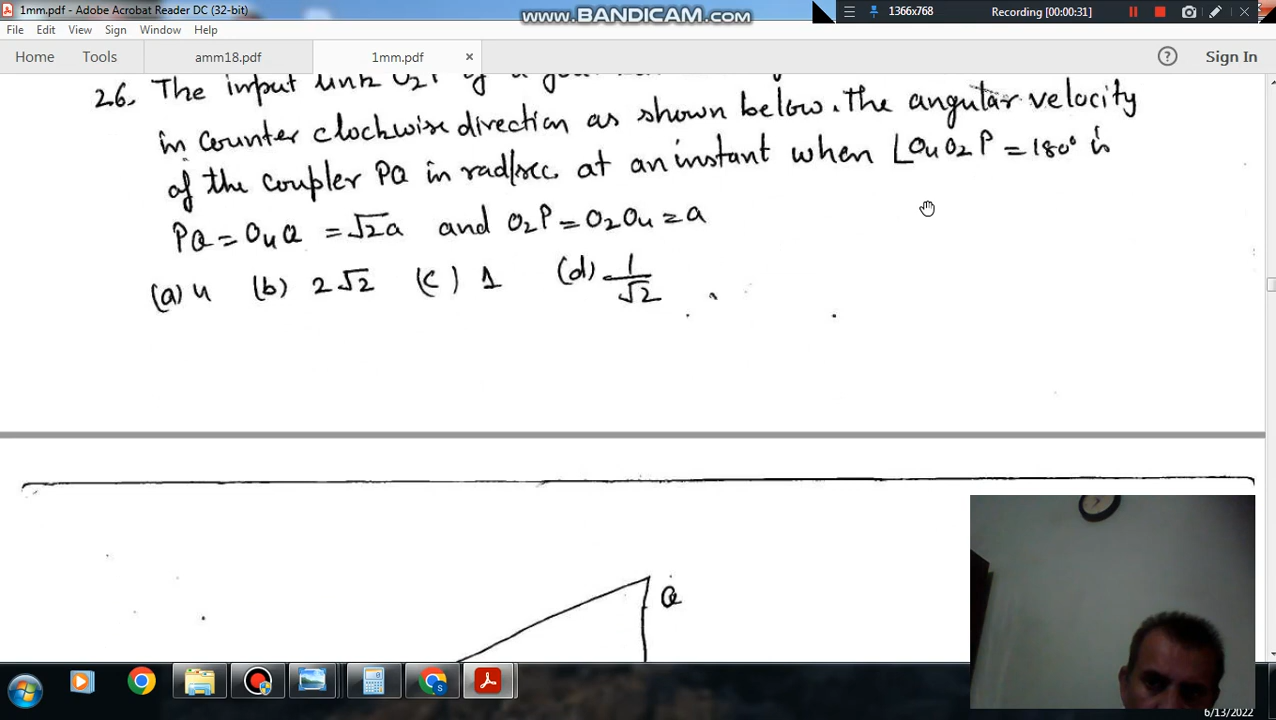 1mm.pdf - Adobe Acrobat Reader DC (32-bit)
www.BANDICAM.com
1366x768
Recording [00:00:31]
File Edit View Sign Window Help
Home Tools
amm18.pdf
1mm.pdf ×
? Sign In
26. The input link O2P of a
in counter clockwise direction as shown below. The angular velocity
of the coupler PQ in rad/sec at an instant when ∠O4O2P = 180° is
PQ = O4Q = √2a and O2P = O2O4 = a
(a) 4 (b) 2√2 (c) 1 (d) 1/√2
Q
6/13/2022